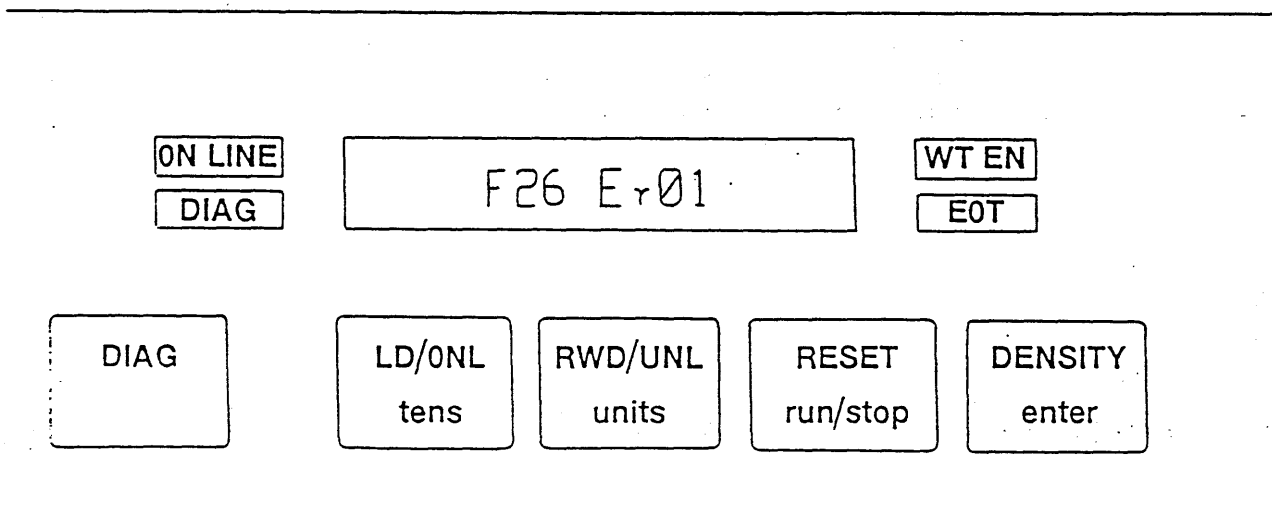 ON LINE
F26 Er01
WT EN
DIAG
EOT
DIAG
LD/ONL
tens
RWD/UNL
units
RESET
run/stop
DENSITY
enter